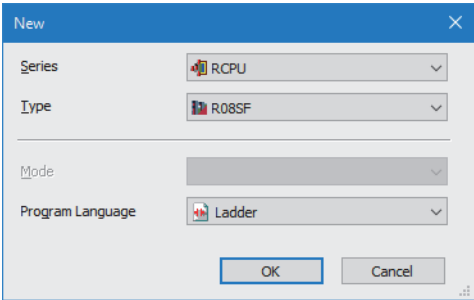 New
Series RCPU
Type R08SF
Mode
Program Language Ladder
OK Cancel